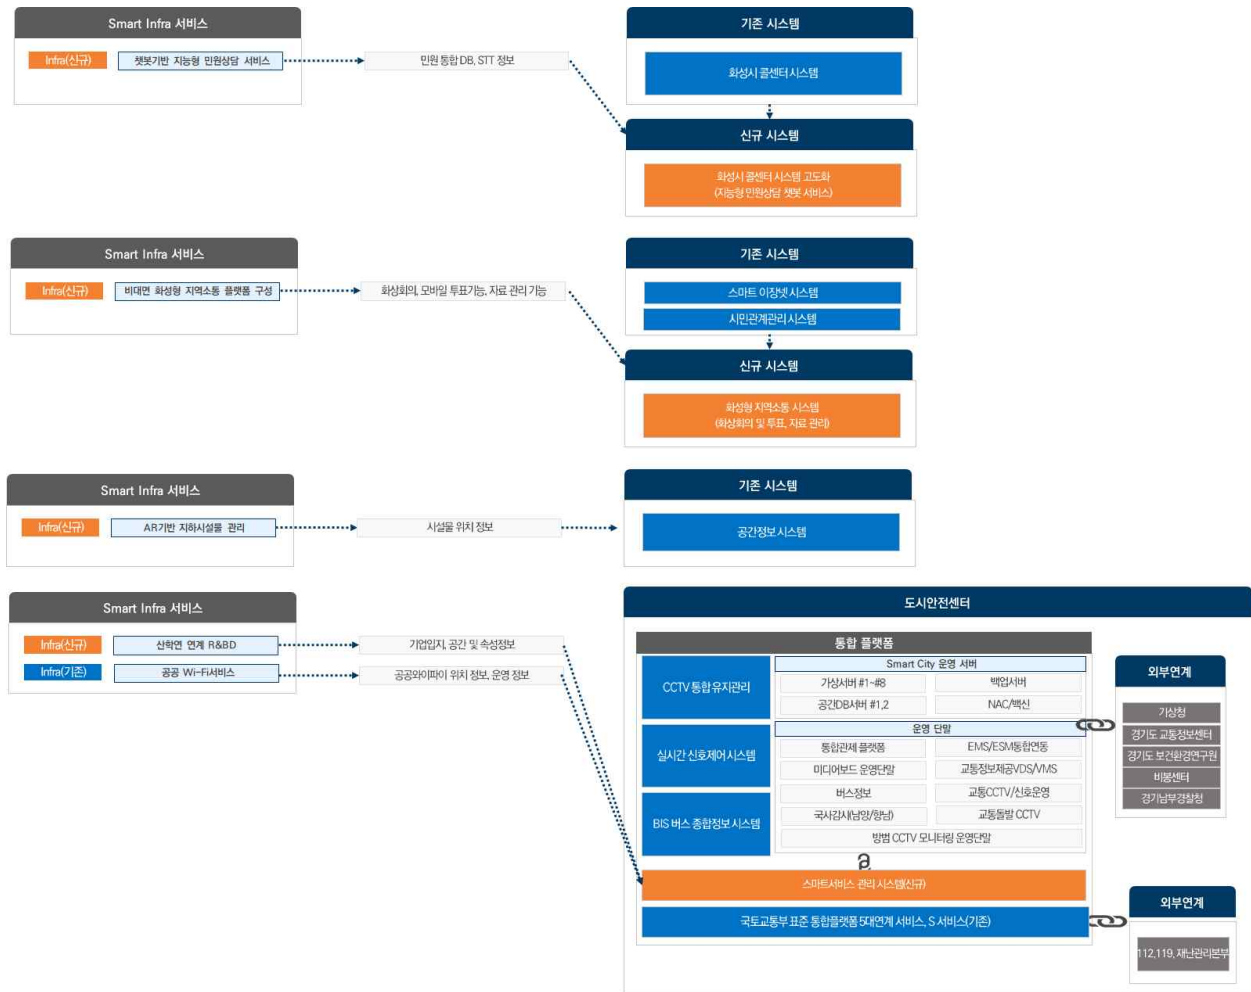 Smart Infra 서비스
Infra(신규)
챗봇기반 지능형 민원상담 서비스
민원 통합 DB, STT 정보
기존 시스템
화성시 콜센터 시스템
신규 시스템
화성시 콜센터 시스템 고도화
(지능형 민원상담 챗봇 서비스)
Smart Infra 서비스
Infra(신규)
비대면 화성형 지역소통 플랫폼 구성
화상회의, 모바일 투표기능, 자료 관리 기능
기존 시스템
스마트 이장넷 시스템
시민관계관리 시스템
신규 시스템
화성형 지역소통 시스템
(화상회의 및 투표, 자료 관리)
Smart Infra 서비스
Infra(신규)
AR기반 지하시설물 관리
시설물 위치 정보
기존 시스템
공간정보 시스템
Smart Infra 서비스
Infra(신규)
산학연 연계 R&BD
기업입지, 공간 및 속성정보
Infra(기존)
공공 Wi-Fi서비스
공공와이파이 위치 정보, 운영 정보
도시안전센터
통합 플랫폼
CCTV 통합 유지관리
실시간 신호제어 시스템
BIS 버스 종합정보 시스템
Smart City 운영 서버
가상서버 #1~#8
백업서버
공간DB서버 #1,2
NAC/백신
운영 단말
통합관제 플랫폼
EMS/ESM통합연동
미디어보드 운영단말
교통정보제공VDS/VMS
버스정보
교통CCTV/신호운영
국사감시(남양/향남)
교통돌발 CCTV
방범 CCTV 모니터링 운영단말
스마트서비스 관리 시스템(신규)
국토교통부 표준 통합플랫폼 5대연계 서비스, S 서비스(기존)
외부연계
기상청
경기도 교통정보센터
경기도 보건환경연구원
비봉센터
경기남부경찰청
외부연계
112,119, 재난관리본부